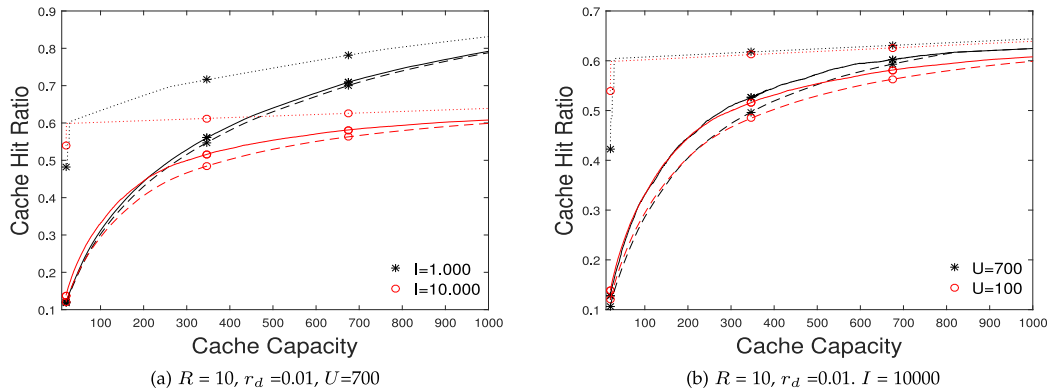 0.9
0.8
0.7
0.6
0.5
0.4
0.3
0.2
0.1
Cache Hit Ratio
I=1.000
I=10.000
100 200 300 400 500 600 700 800 900 1000
Cache Capacity
(a) R = 10, r_d =0.01, U=700
0.7
0.6
0.5
0.4
0.3
0.2
0.1
Cache Hit Ratio
U=700
U=100
100 200 300 400 500 600 700 800 900 1000
Cache Capacity
(b) R = 10, r_d =0.01. I = 10000